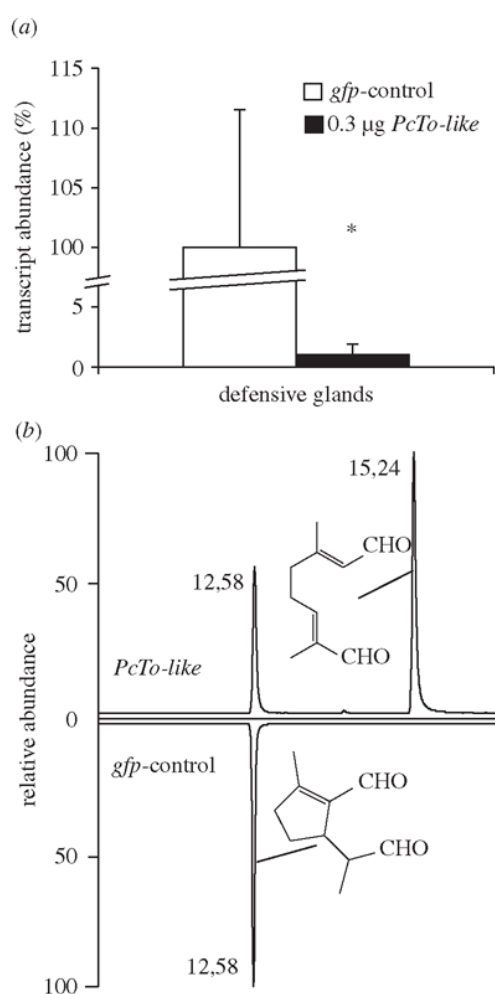 (a)
115
110
105
100
5
0
transcript abundance (%)
gfp-control
0.3 µg PcTo-like
*
defensive glands
(b)
100
50
0
50
100
relative abundance
15,24
12,58
CHO
CHO
PcTo-like
gfp-control
CHO
CHO
12,58